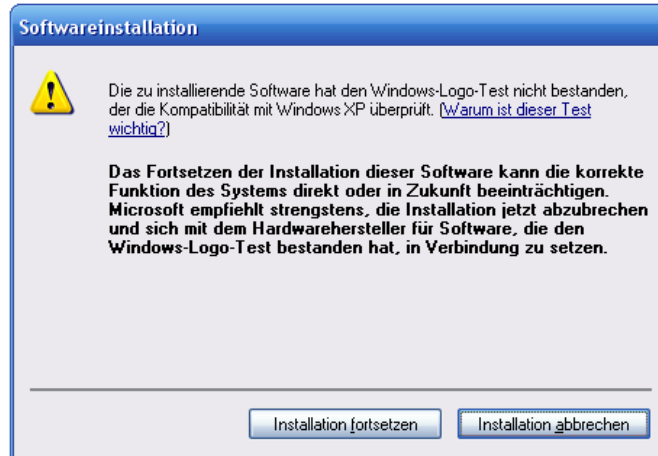 Softwareinstallation
Die zu installierende Software hat den Windows-Logo-Test nicht bestanden,
der die Kompatibilität mit Windows XP überprüft. (Warum ist dieser Test
wichtig?)
Das Fortsetzen der Installation dieser Software kann die korrekte
Funktion des Systems direkt oder in Zukunft beeinträchtigen.
Microsoft empfiehlt strengstens, die Installation jetzt abzubrechen
und sich mit dem Hardwarehersteller für Software, die den
Windows-Logo-Test bestanden hat, in Verbindung zu setzen.
Installation fortsetzen Installation abbrechen